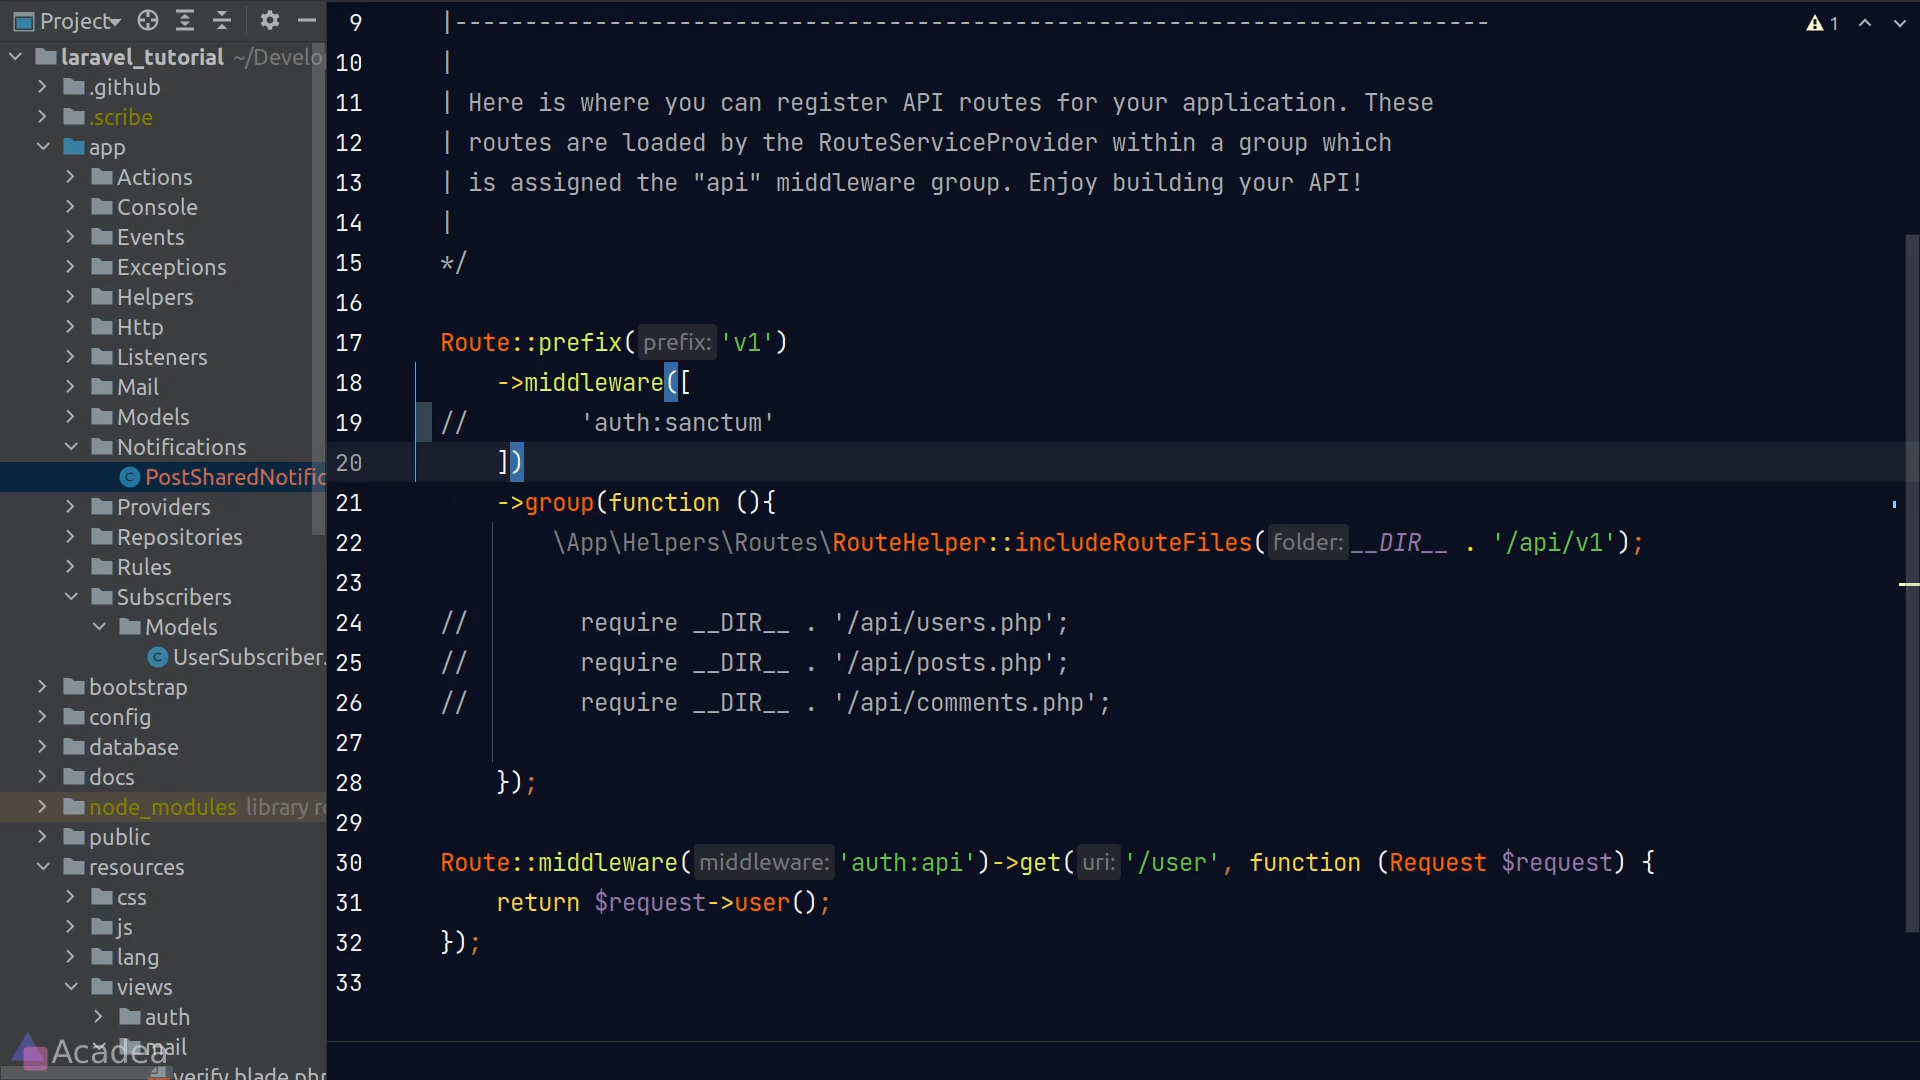 Project
laravel_tutorial ~/Develo
.github
.scribe
app
Actions
Console
Events
Exceptions
Helpers
Http
Listeners
Mail
Models
Notifications
PostSharedNotific
Providers
Repositories
Rules
Subscribers
Models
UserSubscriber.
bootstrap
config
database
docs
node_modules library ro
public
resources
css
js
lang
views
auth
mail
verify.blade.php
Acadea
1
9 |--------------------------------------------------------------------------
10 |
11 | Here is where you can register API routes for your application. These
12 | routes are loaded by the RouteServiceProvider within a group which
13 | is assigned the "api" middleware group. Enjoy building your API!
14 |
15 */
16
17 Route::prefix( prefix: 'v1')
18 ->middleware([
19 // 'auth:sanctum'
20 ])
21 ->group(function (){
22 \App\Helpers\Routes\RouteHelper::includeRouteFiles( folder: __DIR__ . '/api/v1');
23
24 // require __DIR__ . '/api/users.php';
25 // require __DIR__ . '/api/posts.php';
26 // require __DIR__ . '/api/comments.php';
27
28 });
29
30 Route::middleware( middleware: 'auth:api')->get( uri: '/user', function (Request $request) {
31 return $request->user();
32 });
33